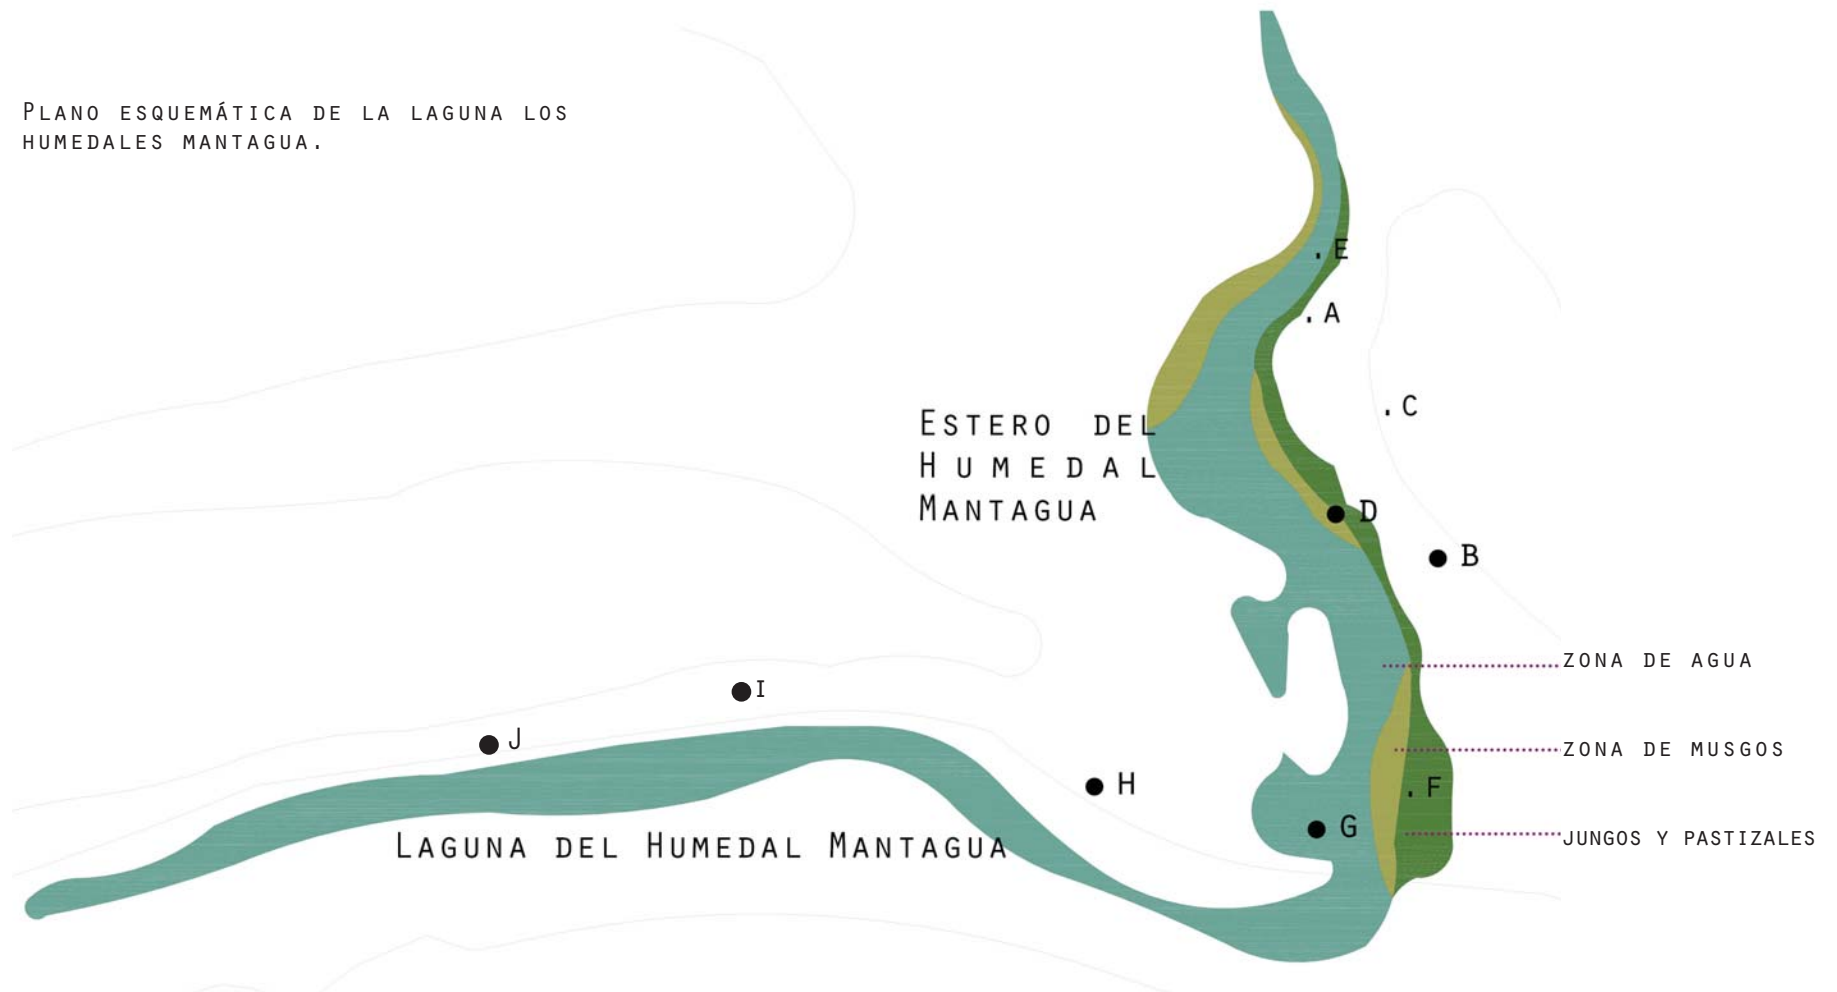 PLANO ESQUEMÁTICA DE LA LAGUNA LOS
HUMEDALES MANTAGUA.
.E
.A
.C
ESTERO DEL
HUMEDAL
MANTAGUA
D
B
ZONA DE AGUA
I
J
ZONA DE MUSGOS
H
.F
G
JUNGOS Y PASTIZALES
LAGUNA DEL HUMEDAL MANTAGUA